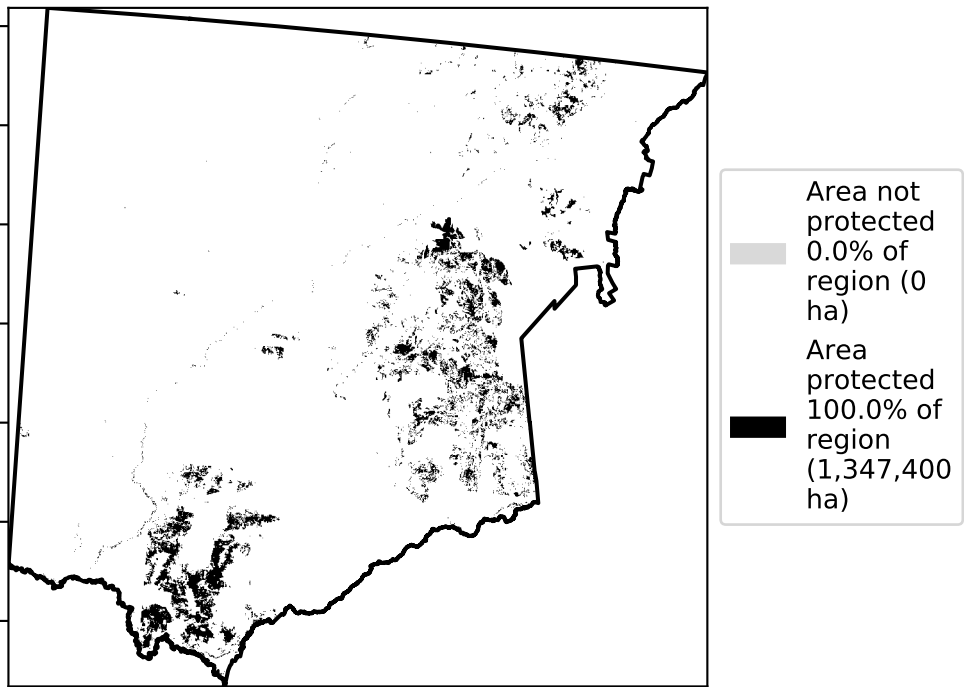 Area not
protected
0.0% of
region (0
ha)
Area
protected
100.0% of
region
(1,347,400
ha)